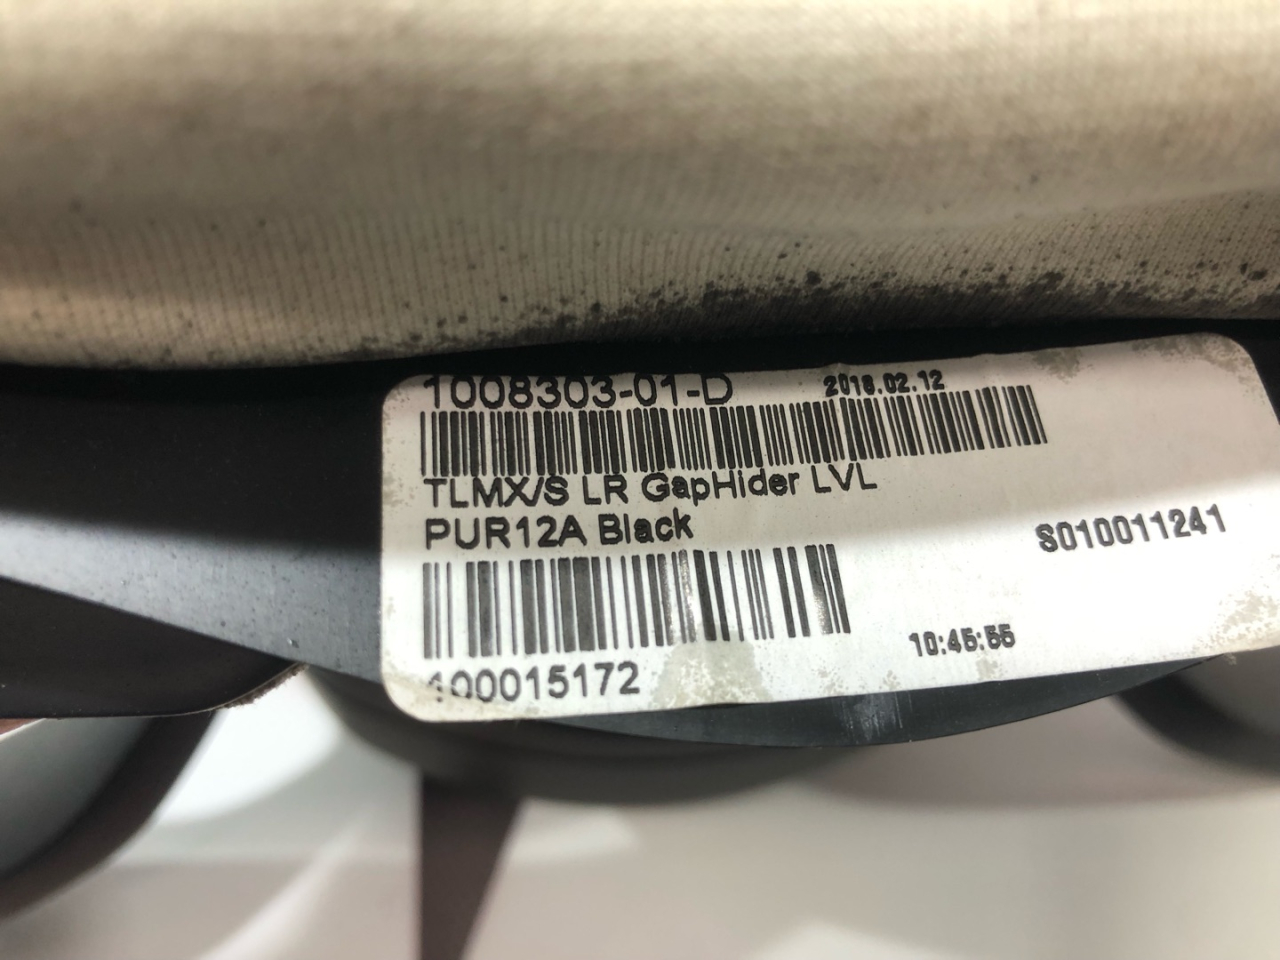 1008303-01-D 2018.02.12
TLMX/S LR GapHider LVL
PUR12A Black
S010011241
10:45:55
100015172